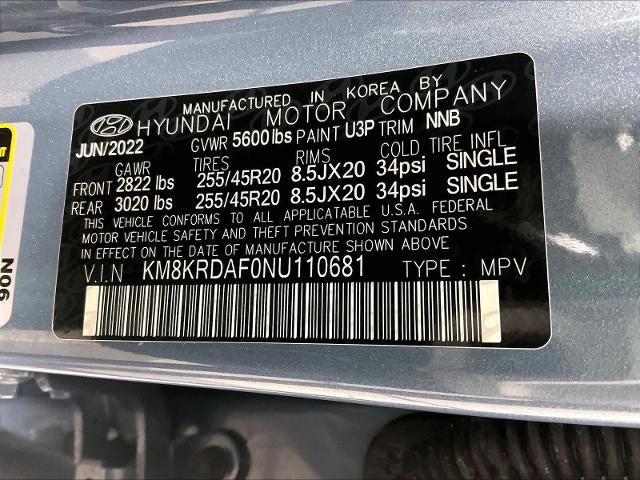 MANUFACTURED IN KOREA BY
HYUNDAI MOTOR COMPANY
JUN/2022 GVWR 5600 lbs PAINT U3P TRIM NNB
GAWR TIRES RIMS COLD TIRE INFL
FRONT 2822 lbs 255/45R20 8.5JX20 34psi SINGLE
REAR 3020 lbs 255/45R20 8.5JX20 34psi SINGLE
THIS VEHICLE CONFORMS TO ALL APPLICATABLE U.S.A. FEDERAL
MOTOR VEHICLE SAFETY AND THEFT PREVENTION STANDARDS
IN EFFECT ON THE DATE OF MANUFACTURE SHOWN ABOVE
V.I.N KM8KRDAF0NU110681 TYPE : MPV
N06